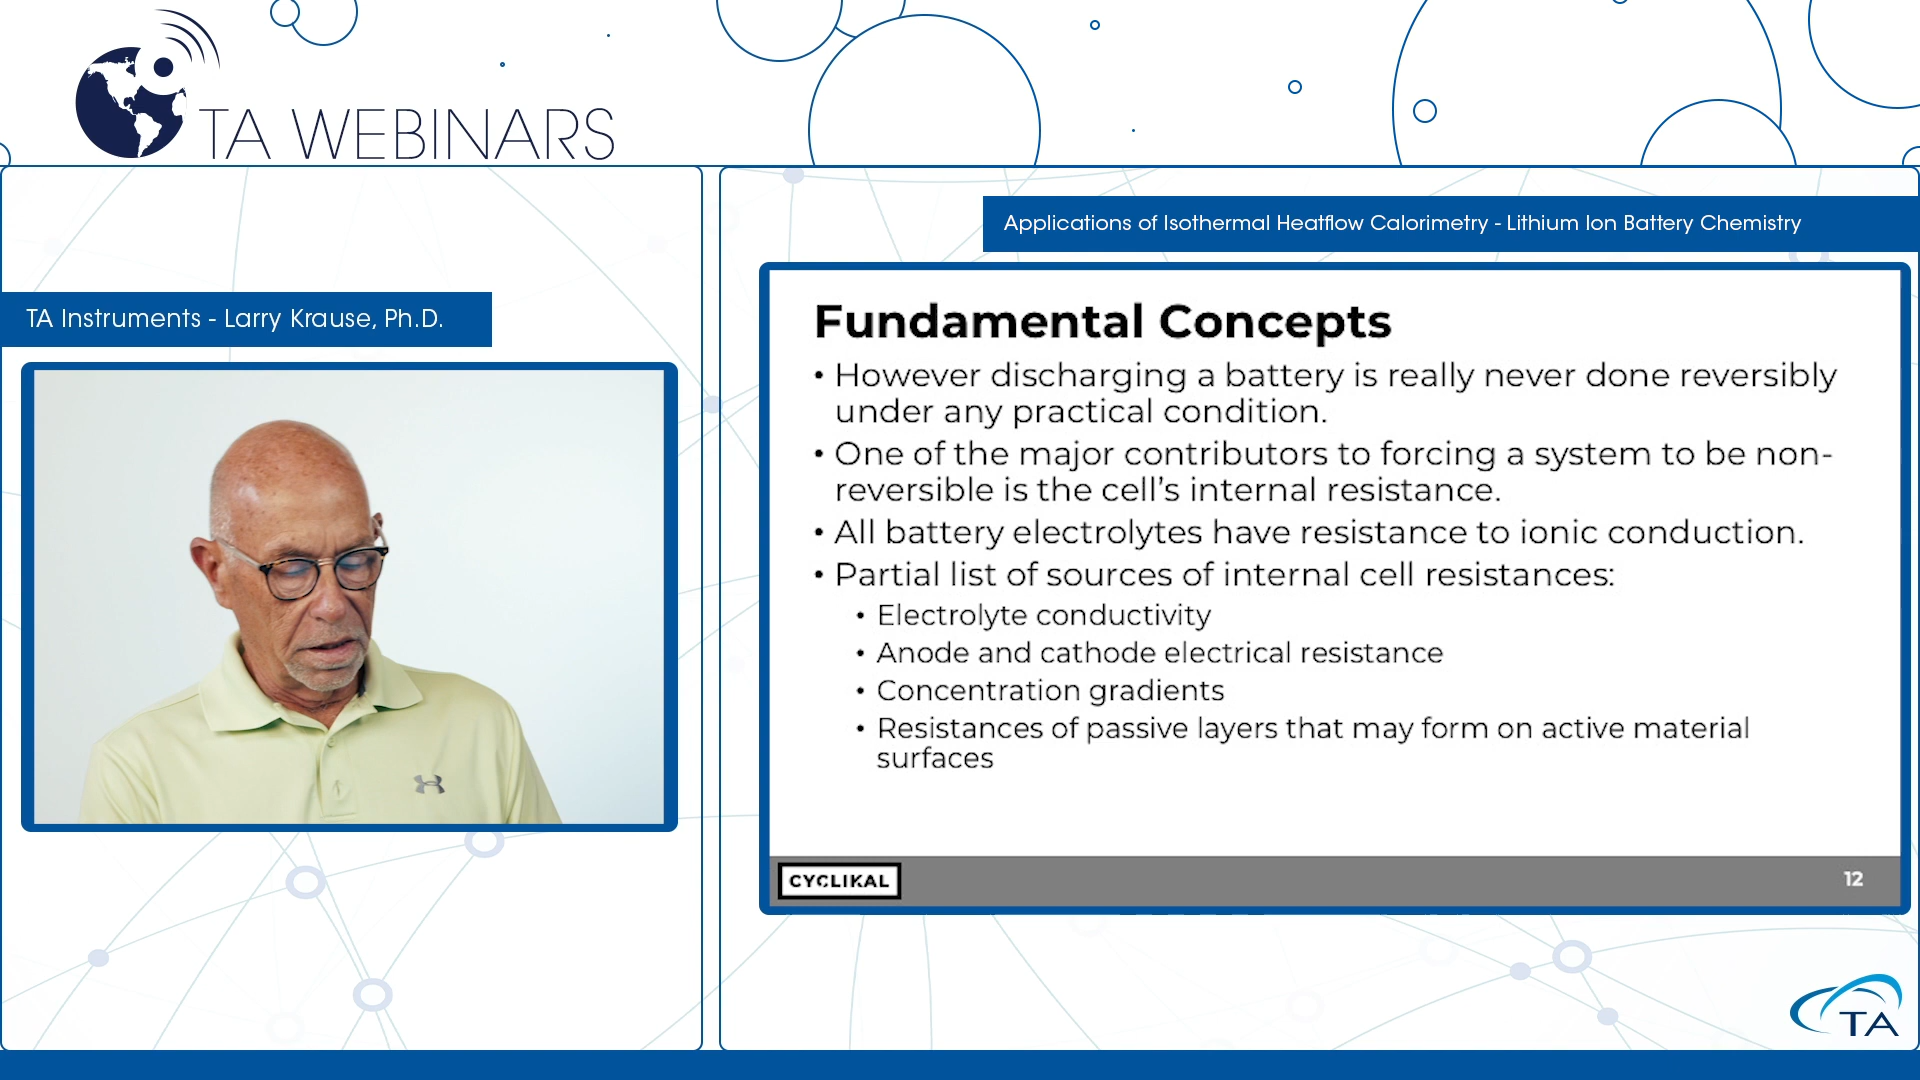 TA WEBINARS
Applications of Isothermal Heatflow Calorimetry - Lithium Ion Battery Chemistry
TA Instruments - Larry Krause, Ph.D.
Fundamental Concepts
• However discharging a battery is really never done reversibly
under any practical condition.
• One of the major contributors to forcing a system to be non-
reversible is the cell’s internal resistance.
• All battery electrolytes have resistance to ionic conduction.
• Partial list of sources of internal cell resistances:
• Electrolyte conductivity
• Anode and cathode electrical resistance
• Concentration gradients
• Resistances of passive layers that may form on active material
surfaces
CYCLIKAL
12
TA